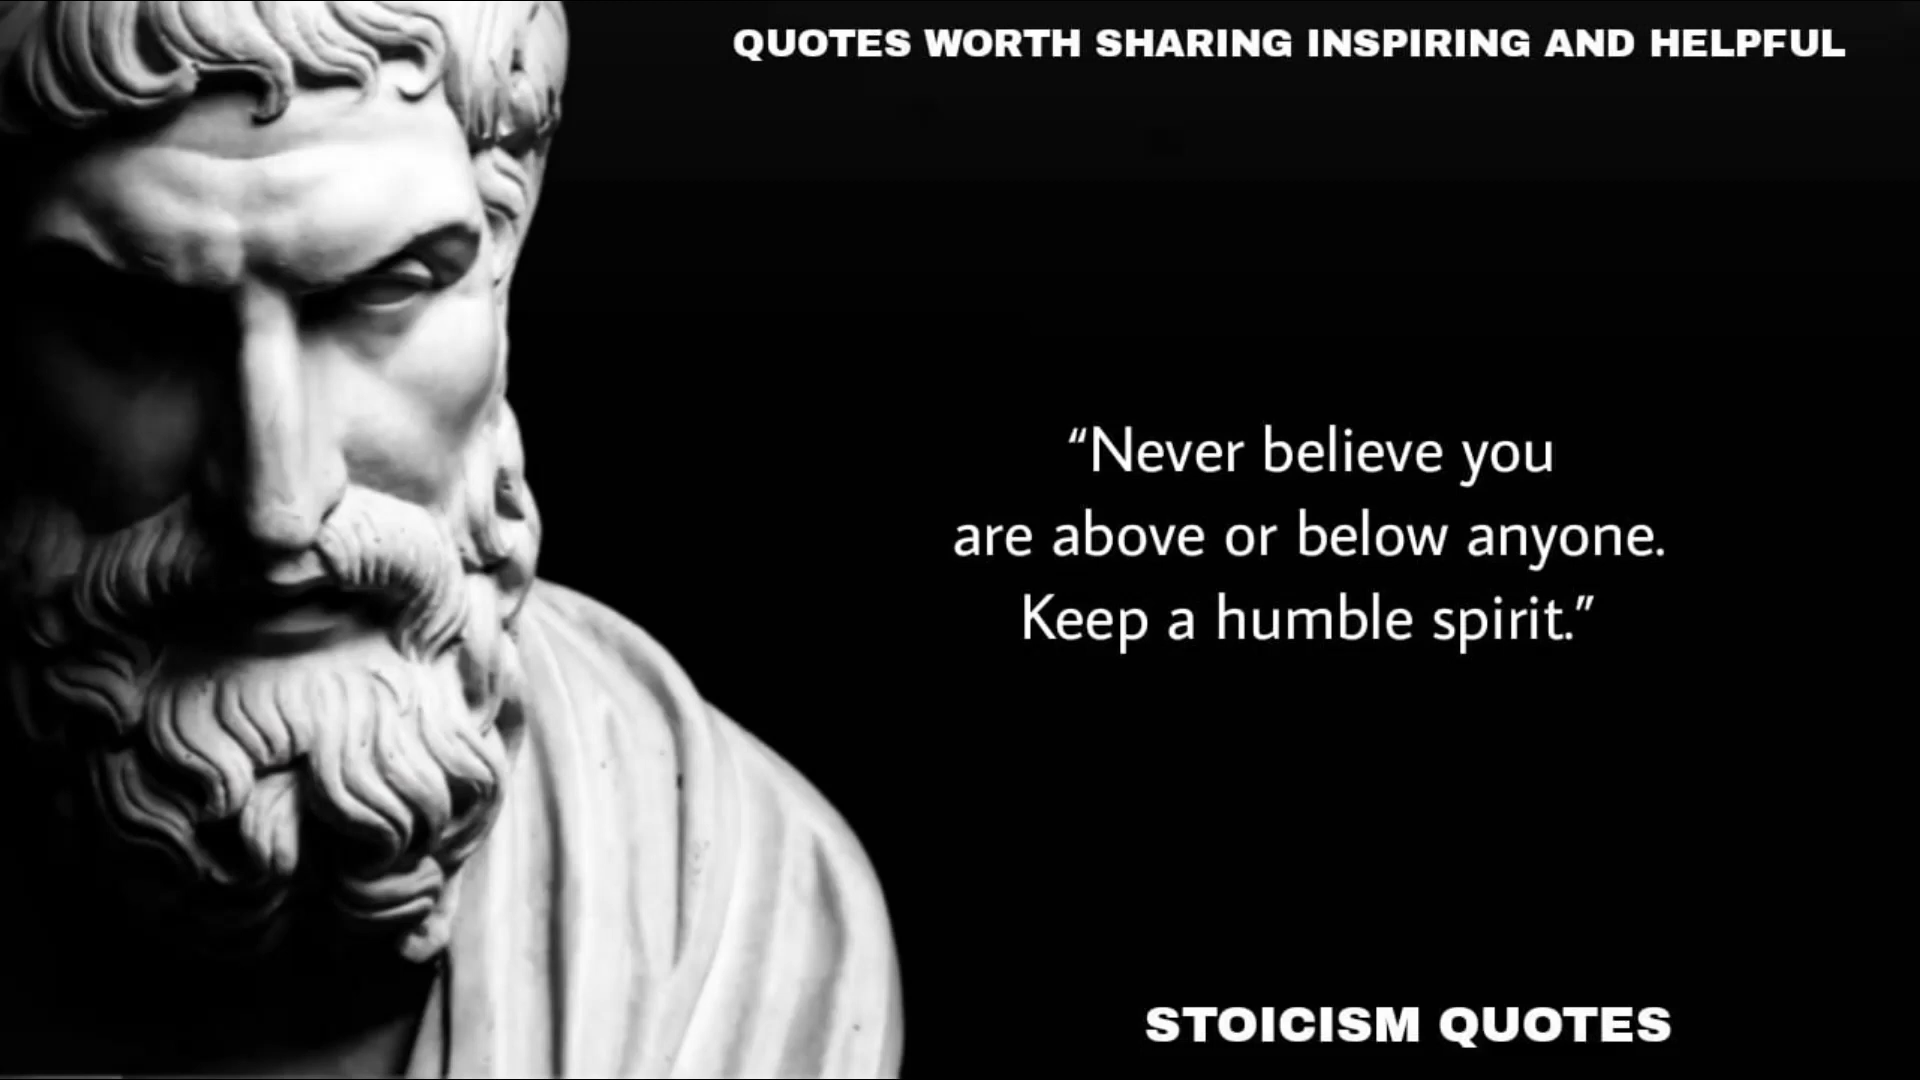 QUOTES WORTH SHARING INSPIRING AND HELPFUL
“Never believe you
are above or below anyone.
Keep a humble spirit.”
STOICISM QUOTES